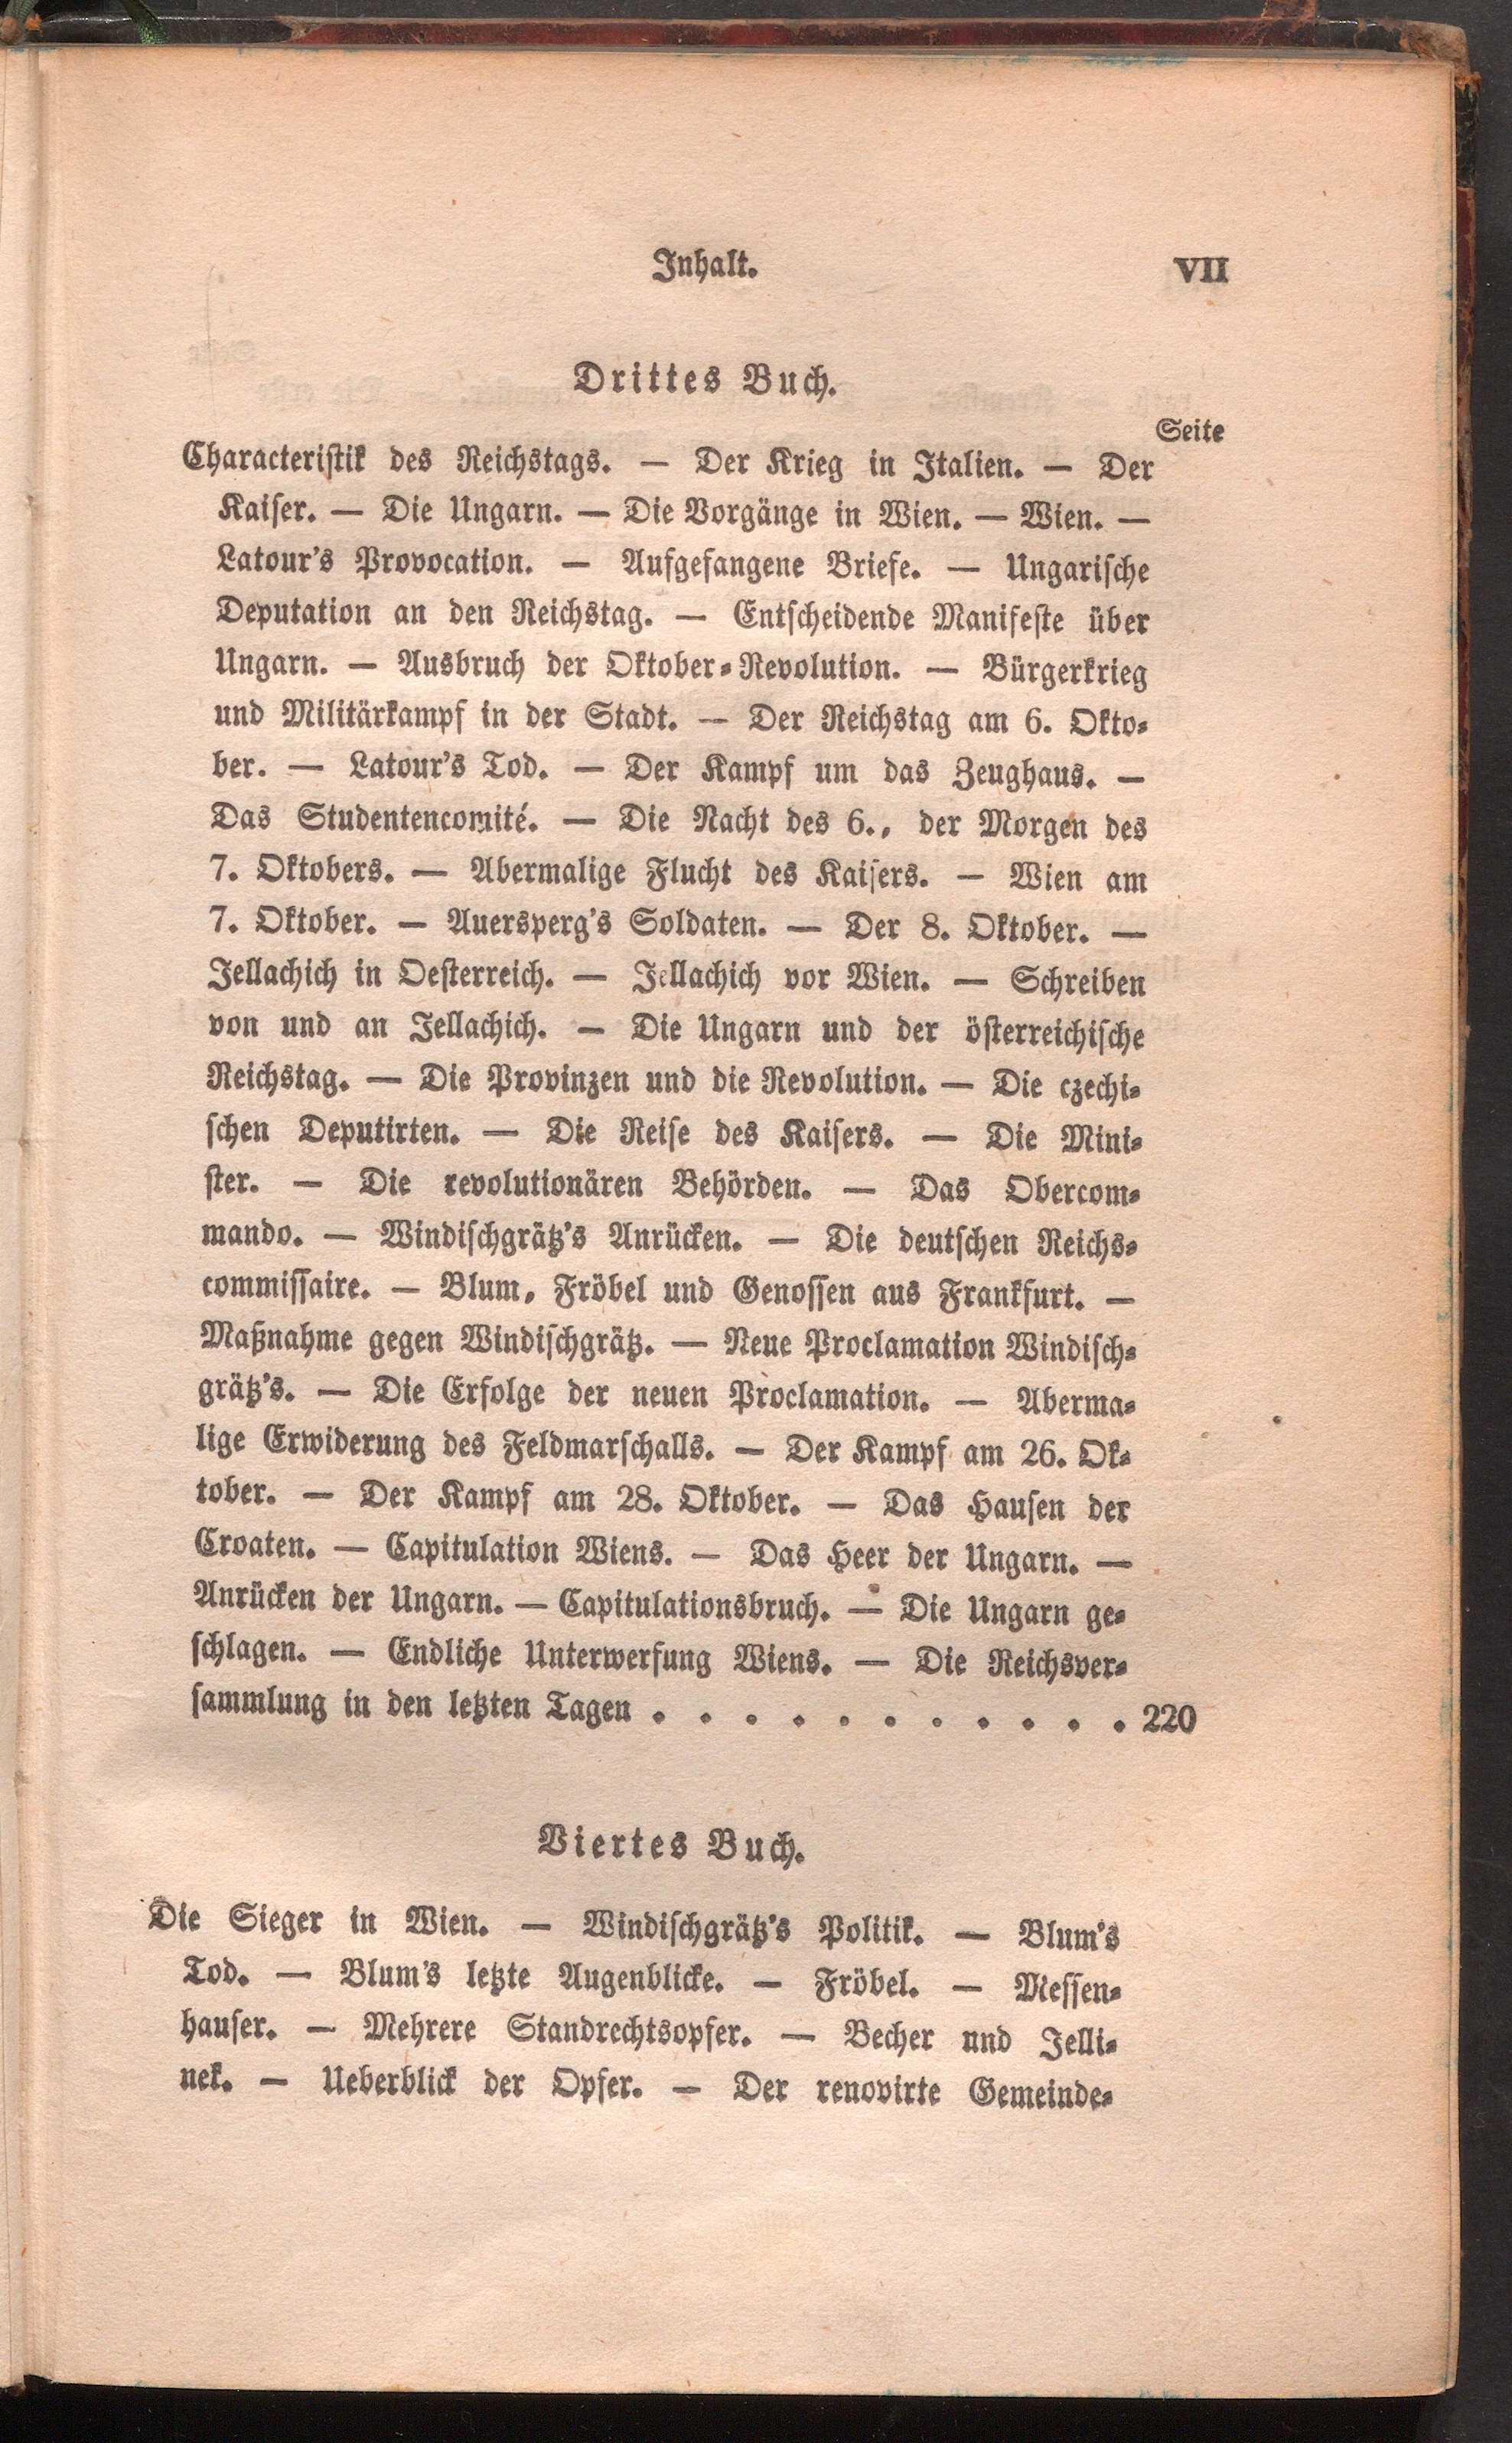 Inhalt. VII
Drittes Buch.
Seite
Characteristik des Reichstags. — Der Krieg in Italien. — Der
Kaiser. — Die Ungarn. — Die Vorgänge in Wien. — Wien. —
Latour's Provocation. — Aufgefangene Briefe. — Ungarische
Deputation an den Reichstag. — Entscheidende Manifeste über
Ungarn. — Ausbruch der Oktober-Revolution. — Bürgerkrieg
und Militärkampf in der Stadt. — Der Reichstag am 6. Okto-
ber. — Latour's Tod. — Der Kampf um das Zeughaus. —
Das Studentencomité. — Die Nacht des 6., der Morgen des
7. Oktobers. — Abermalige Flucht des Kaisers. — Wien am
7. Oktober. — Auersperg's Soldaten. — Der 8. Oktober. —
Jellachich in Oesterreich. — Jellachich vor Wien. — Schreiben
von und an Jellachich. — Die Ungarn und der österreichische
Reichstag. — Die Provinzen und die Revolution. — Die czechi-
schen Deputirten. — Die Reise des Kaisers. — Die Mini-
ster. — Die revolutionären Behörden. — Das Obercom-
mando. — Windischgrätz's Anrücken. — Die deutschen Reichs-
commissaire. — Blum, Fröbel und Genossen aus Frankfurt. —
Maßnahme gegen Windischgrätz. — Neue Proclamation Windisch-
grätz's. — Die Erfolge der neuen Proclamation. — Aberma-
lige Erwiderung des Feldmarschalls. — Der Kampf am 26. Ok-
tober. — Der Kampf am 28. Oktober. — Das Hausen der
Croaten. — Capitulation Wiens. — Das Heer der Ungarn. —
Anrücken der Ungarn. — Capitulationsbruch. — Die Ungarn ge-
schlagen. — Endliche Unterwerfung Wiens. — Die Reichsver-
sammlung in den letzten Tagen . . . . . . . . . . . 220
Viertes Buch.
Die Sieger in Wien. — Windischgrätz's Politik. — Blum's
Tod. — Blum's letzte Augenblicke. — Fröbel. — Messen-
hauser. — Mehrere Standrechtsopfer. — Becher und Jelli-
nek. — Ueberblick der Opfer. — Der renovirte Gemeinde-